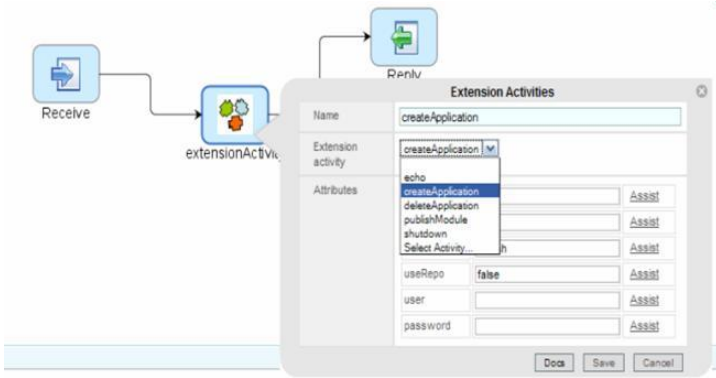 Reply
Receive
extensionActivity
Extension Activities
Name
createApplication
Extension
activity
createApplication
echo
createApplication
deleteApplication
publishModule
shutdown
Select Activity...
Attributes
Assist
Assist
h
Assist
useRepo
false
Assist
user
Assist
password
Assist
Docs
Save
Cancel